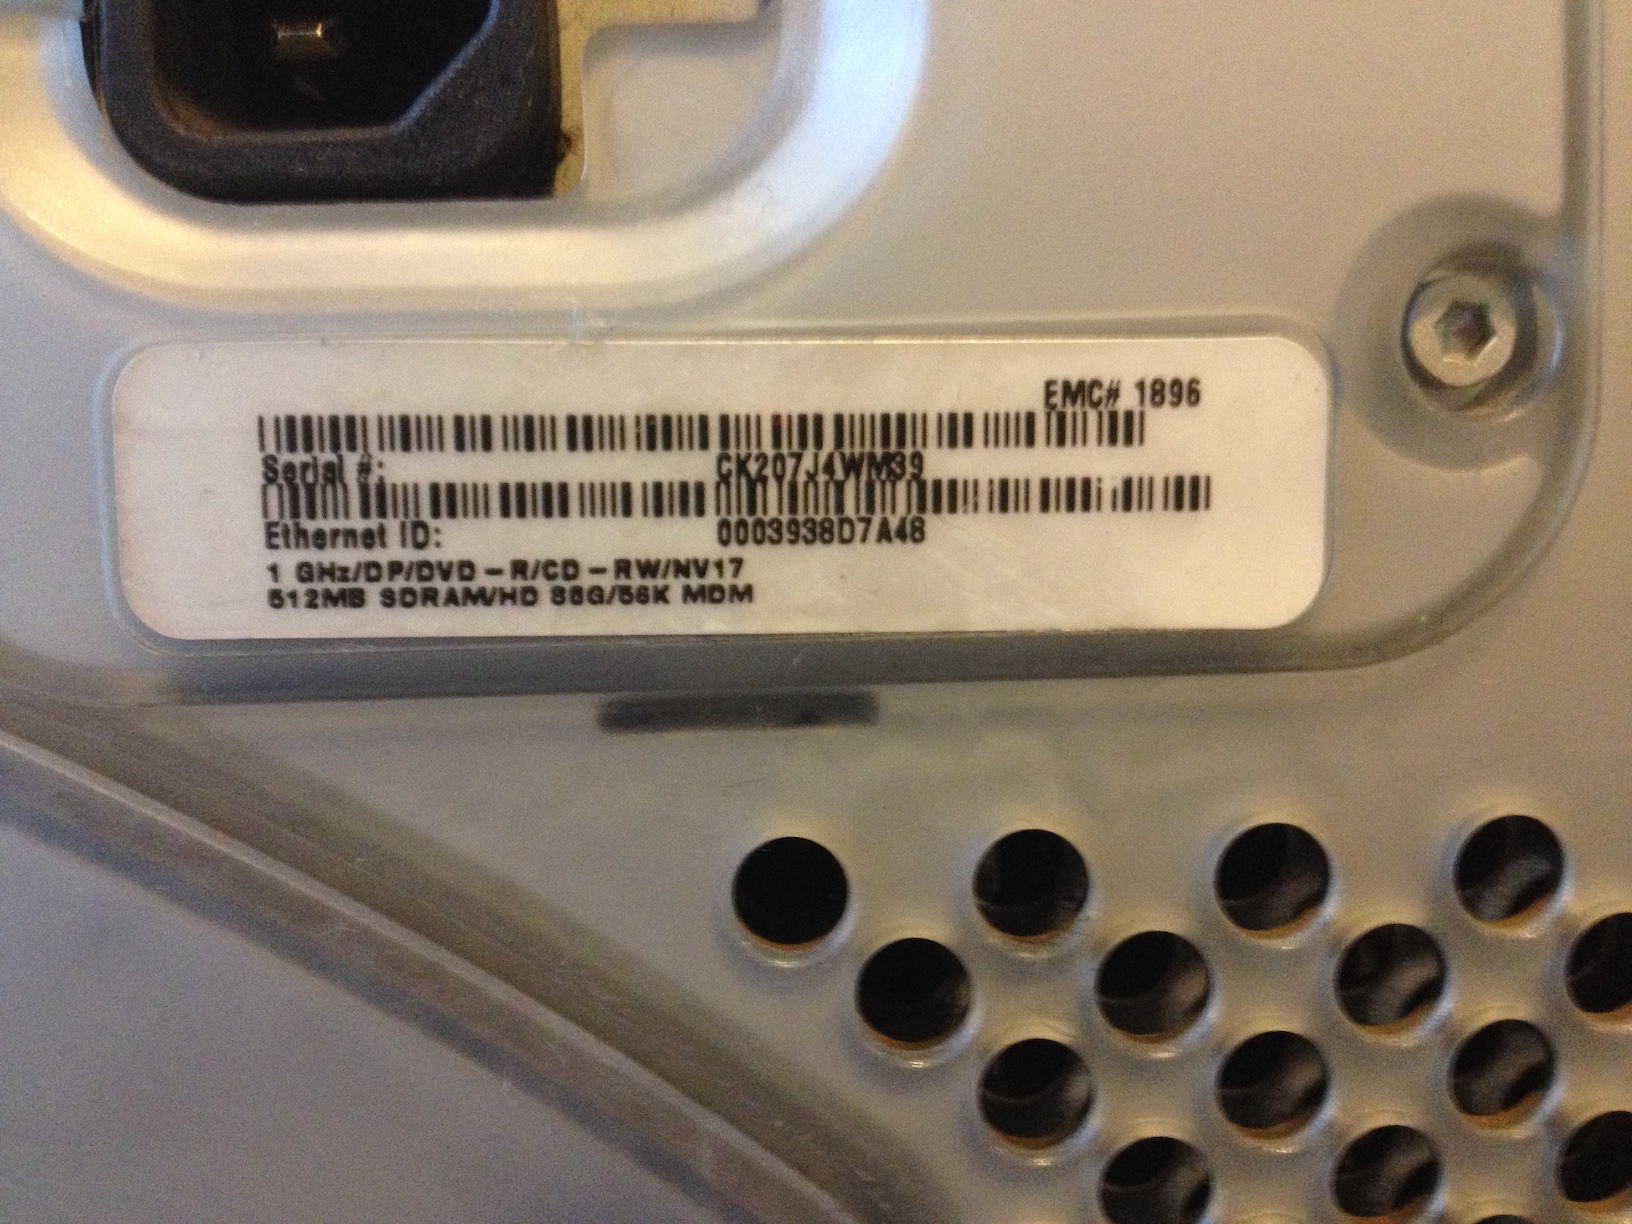 EMC# 1896
Serial #: CK207J4WM39
Ethernet ID: 0003938D7A48
1 GHz/DP/DVD-R/CD-RW/NV17
512MB SDRAM/HD 88G/56K MDM